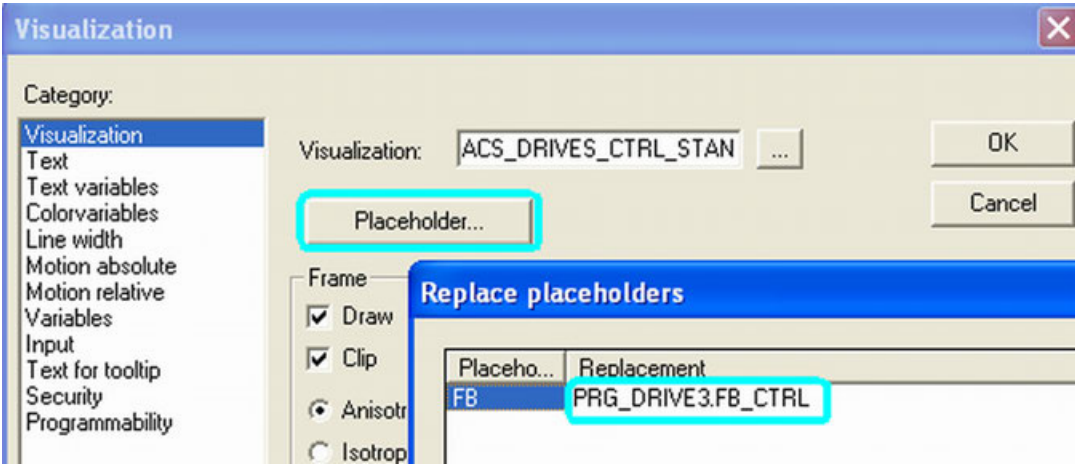 Visualization
Category:
Visualization
Text
Text variables
Colorvariables
Line width
Motion absolute
Motion relative
Variables
Input
Text for tooltip
Security
Programmability
Visualization: ACS_DRIVES_CTRL_STAN ...
OK
Placeholder...
Cancel
Frame
Draw
Clip
Anisotr
Isotrop
Replace placeholders
Placeho... Replacement
FB PRG_DRIVE3.FB_CTRL